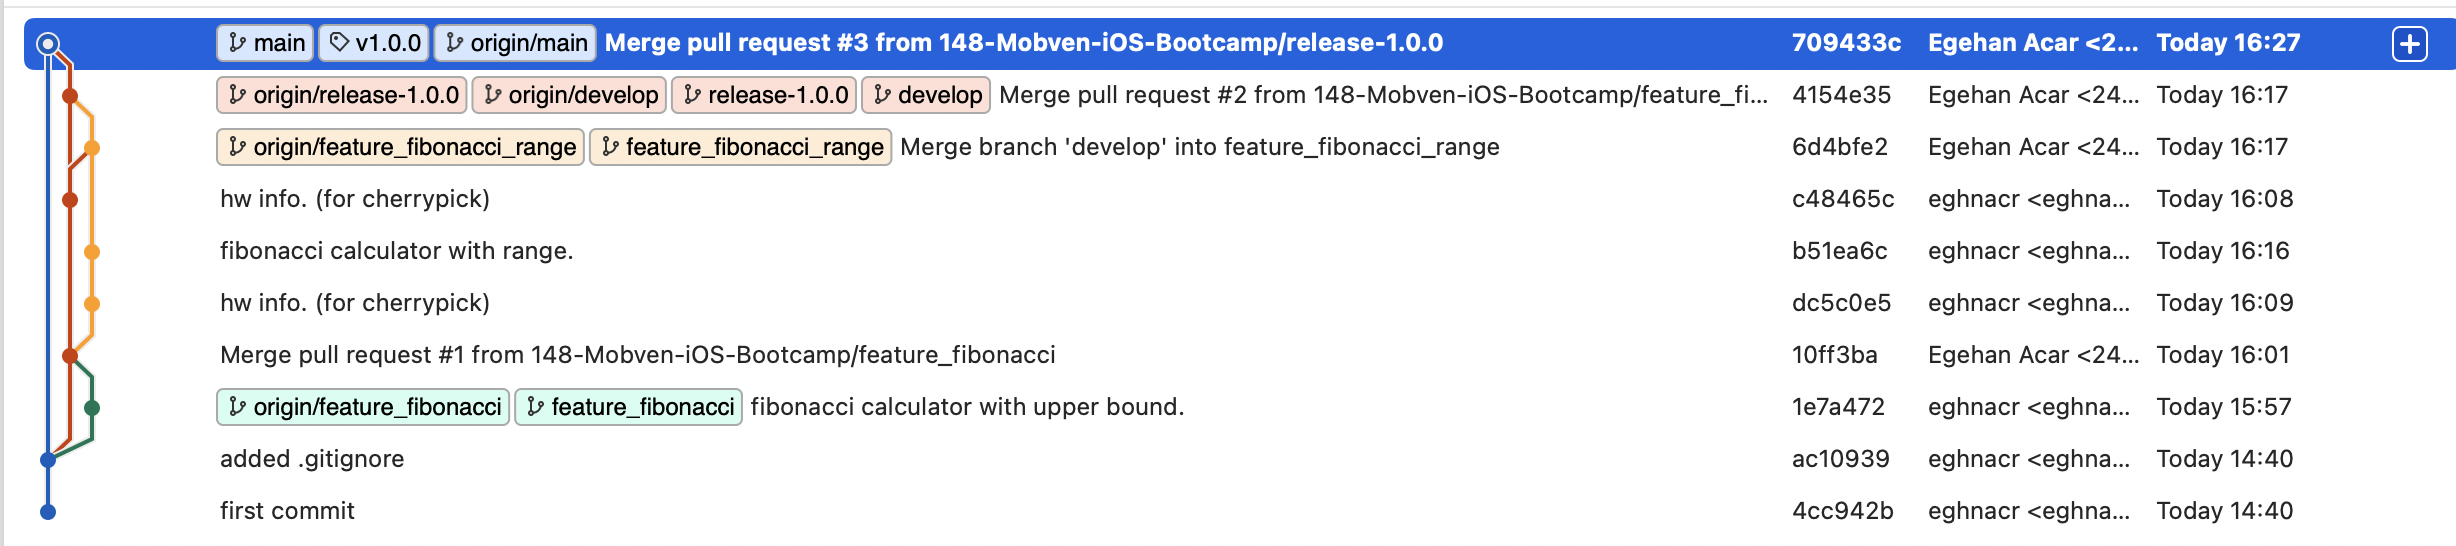 main v1.0.0 origin/main Merge pull request #3 from 148-Mobven-iOS-Bootcamp/release-1.0.0 709433c Egehan Acar <2... Today 16:27
origin/release-1.0.0 origin/develop release-1.0.0 develop Merge pull request #2 from 148-Mobven-iOS-Bootcamp/feature_fi... 4154e35 Egehan Acar <24... Today 16:17
origin/feature_fibonacci_range feature_fibonacci_range Merge branch 'develop' into feature_fibonacci_range 6d4bfe2 Egehan Acar <24... Today 16:17
hw info. (for cherrypick) c48465c eghnacr <eghna... Today 16:08
fibonacci calculator with range. b51ea6c eghnacr <eghna... Today 16:16
hw info. (for cherrypick) dc5c0e5 eghnacr <eghna... Today 16:09
Merge pull request #1 from 148-Mobven-iOS-Bootcamp/feature_fibonacci 10ff3ba Egehan Acar <24... Today 16:01
origin/feature_fibonacci feature_fibonacci fibonacci calculator with upper bound. 1e7a472 eghnacr <eghna... Today 15:57
added .gitignore ac10939 eghnacr <eghna... Today 14:40
first commit 4cc942b eghnacr <eghna... Today 14:40